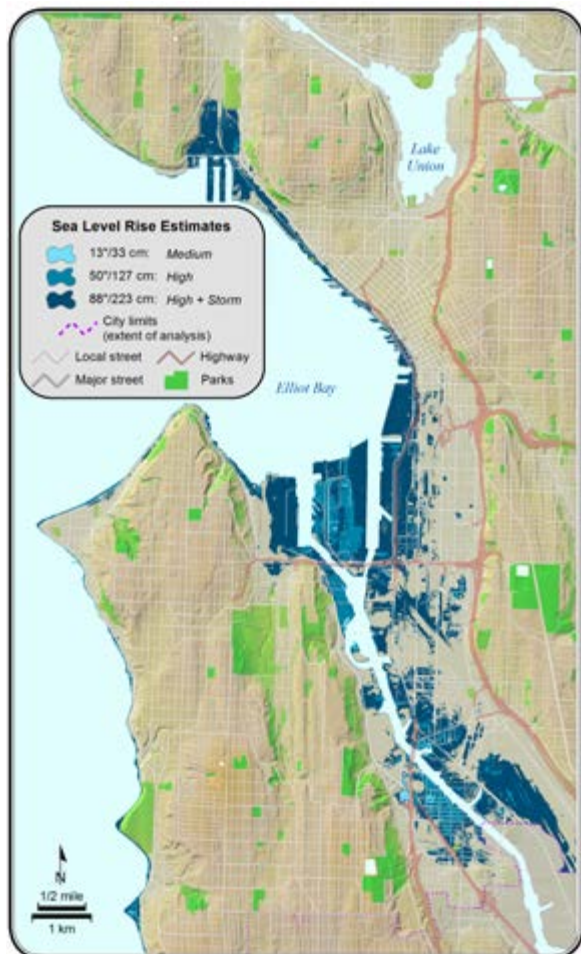 Lake
Union
Sea Level Rise Estimates
13"/33 cm: Medium
50"/127 cm: High
88"/223 cm: High + Storm
City limits
(extent of analysis)
Local street
Highway
Major street
Parks
Elliot Bay
N
1/2 mile
1 km